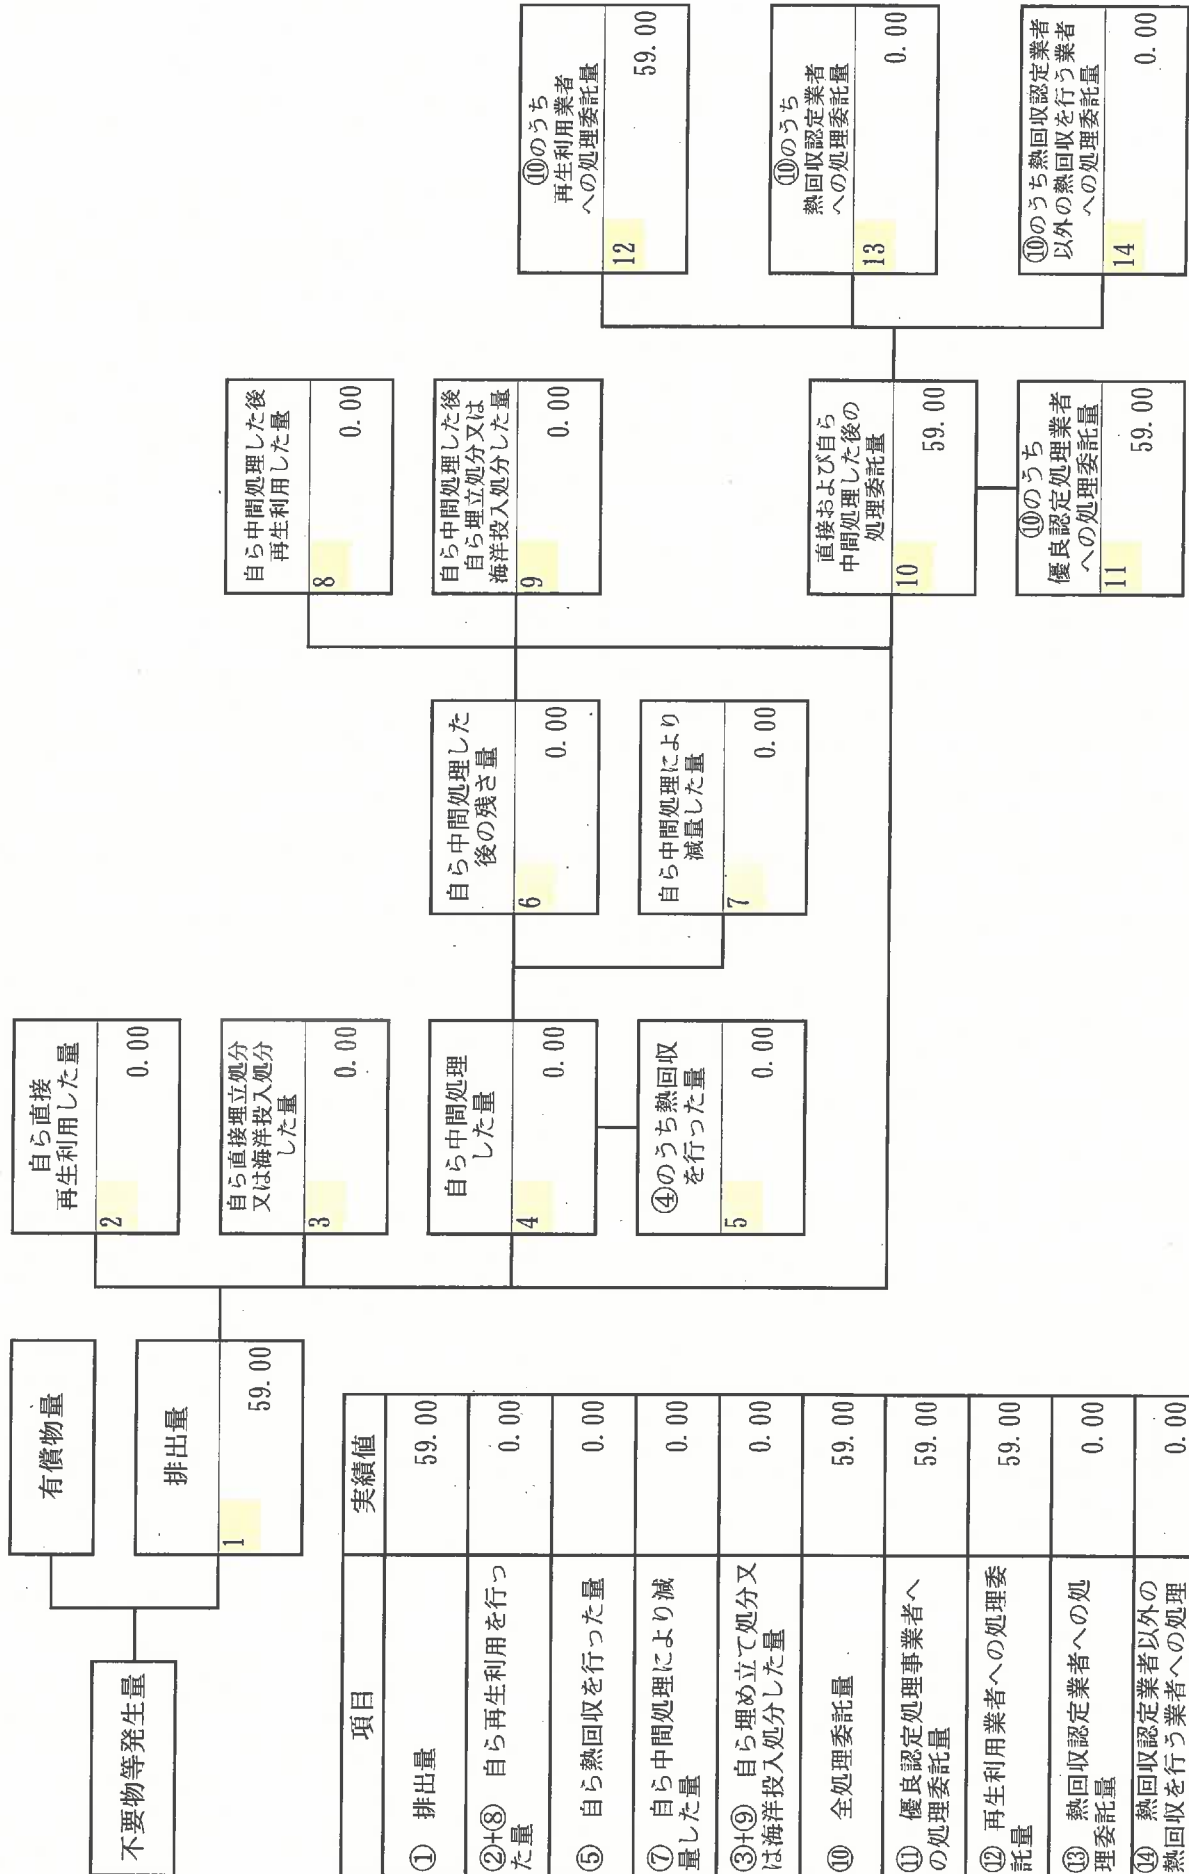 不要物等発生量
有償物量
排出量
1
59.00
自ら直接
再生利用した量
2
0.00
自ら直接埋立処分
又は海洋投入処分
した量
3
0.00
自ら中間処理
した量
4
0.00
④のうち熱回収
を行った量
5
0.00
自ら中間処理した
後の残さ量
6
0.00
自ら中間処理により
減量した量
7
0.00
自ら中間処理した後
再生利用した量
8
0.00
自ら中間処理した後
自ら埋立処分又は
海洋投入処分した量
9
0.00
直接および自ら
中間処理した後の
処理委託量
10
59.00
⑩のうち
優良認定処理業者
への処理委託量
11
59.00
⑩のうち
再生利用業者
への処理委託量
12
59.00
⑩のうち
熱回収認定業者
への処理委託量
13
0.00
⑩のうち熱回収認定業者
以外の熱回収を行う業者
への処理委託量
14
0.00
項目 実績値
① 排出量 59.00
②+⑧ 自ら再生利用を行っ
た量 0.00
⑤ 自ら熱回収を行った量 0.00
⑦ 自ら中間処理により減
量した量 0.00
③+⑨ 自ら埋め立て処分又
は海洋投入処分した量 0.00
⑩ 全処理委託量 59.00
⑪ 優良認定処理事業者へ
の処理委託量 59.00
⑫ 再生利用業者への処理委
託量 59.00
⑬ 熱回収認定業者への処
理委託量 0.00
⑭ 熱回収認定業者以外の
熱回収を行う業者への処理 0.00